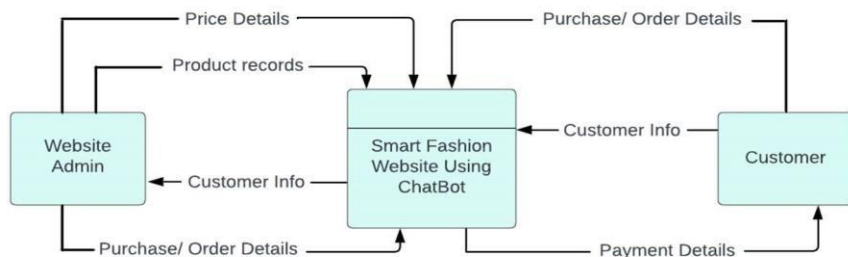 Price Details
Purchase/ Order Details
Product records
Website
Admin
Smart Fashion
Website Using
ChatBot
Customer Info
Customer
Customer Info
Purchase/ Order Details
Payment Details